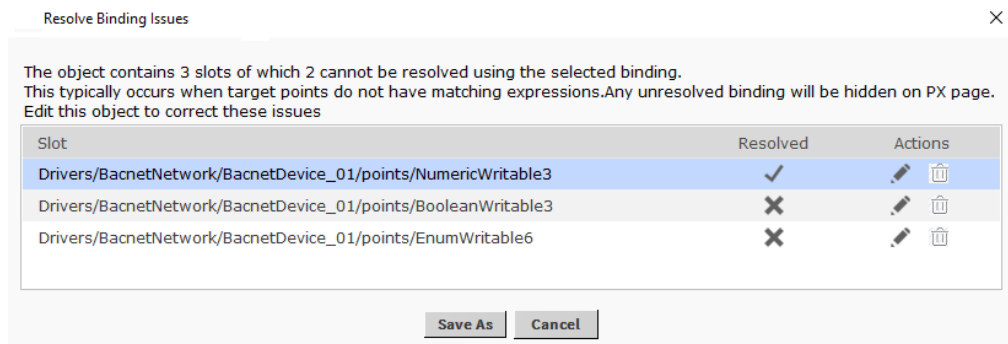 Resolve Binding Issues
The object contains 3 slots of which 2 cannot be resolved using the selected binding.
This typically occurs when target points do not have matching expressions.Any unresolved binding will be hidden on PX page.
Edit this object to correct these issues
Slot Resolved Actions
Drivers/BacnetNetwork/BacnetDevice_01/points/NumericWritable3
Drivers/BacnetNetwork/BacnetDevice_01/points/BooleanWritable3
Drivers/BacnetNetwork/BacnetDevice_01/points/EnumWritable6
Save As Cancel